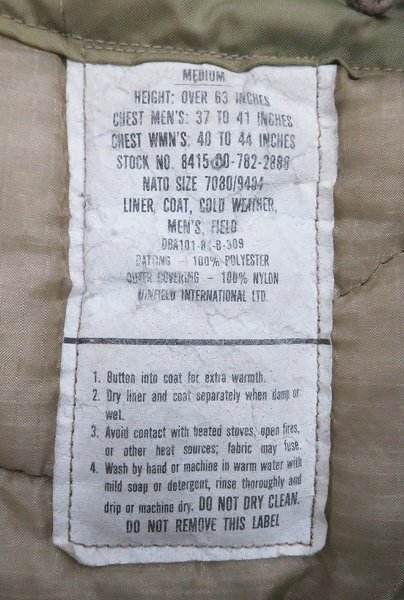 MEDIUM
HEIGHT: OVER 63 INCHES
CHEST MEN'S: 37 TO 41 INCHES
CHEST WMN'S: 40 TO 44 INCHES
STOCK NO. 8415-00-782-2888
NATO SIZE 7080/9404
LINER, COAT, COLD WEATHER,
MEN'S, FIELD
BATTING — 100% POLYESTER
OUTER COVERING — 100% NYLON
WINFIELD INTERNATIONAL LTD.
1. Button into coat for extra warmth.
2. Dry liner and coat separately when damp or
wet.
3. Avoid contact with heated stoves, open fires,
or other heat sources; fabric may fuse.
4. Wash by hand or machine in warm water with
mild soap or detergent, rinse thoroughly and
drip or machine dry. DO NOT DRY CLEAN.
DO NOT REMOVE THIS LABEL